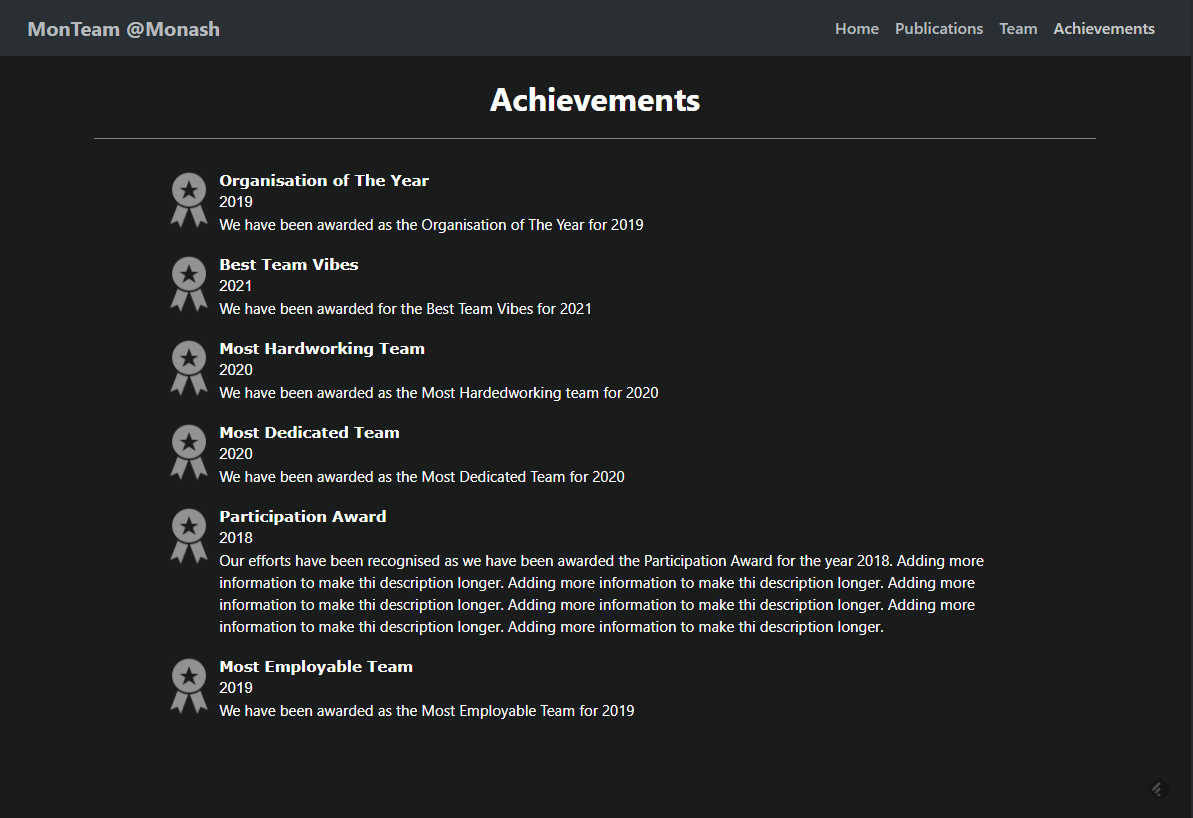 MonTeam @Monash
Home Publications Team Achievements
Achievements
Organisation of The Year
2019
We have been awarded as the Organisation of The Year for 2019
Best Team Vibes
2021
We have been awarded for the Best Team Vibes for 2021
Most Hardworking Team
2020
We have been awarded as the Most Hardedworking team for 2020
Most Dedicated Team
2020
We have been awarded as the Most Dedicated Team for 2020
Participation Award
2018
Our efforts have been recognised as we have been awarded the Participation Award for the year 2018. Adding more
information to make thi description longer. Adding more information to make thi description longer. Adding more
information to make thi description longer. Adding more information to make thi description longer. Adding more
information to make thi description longer. Adding more information to make thi description longer.
Most Employable Team
2019
We have been awarded as the Most Employable Team for 2019